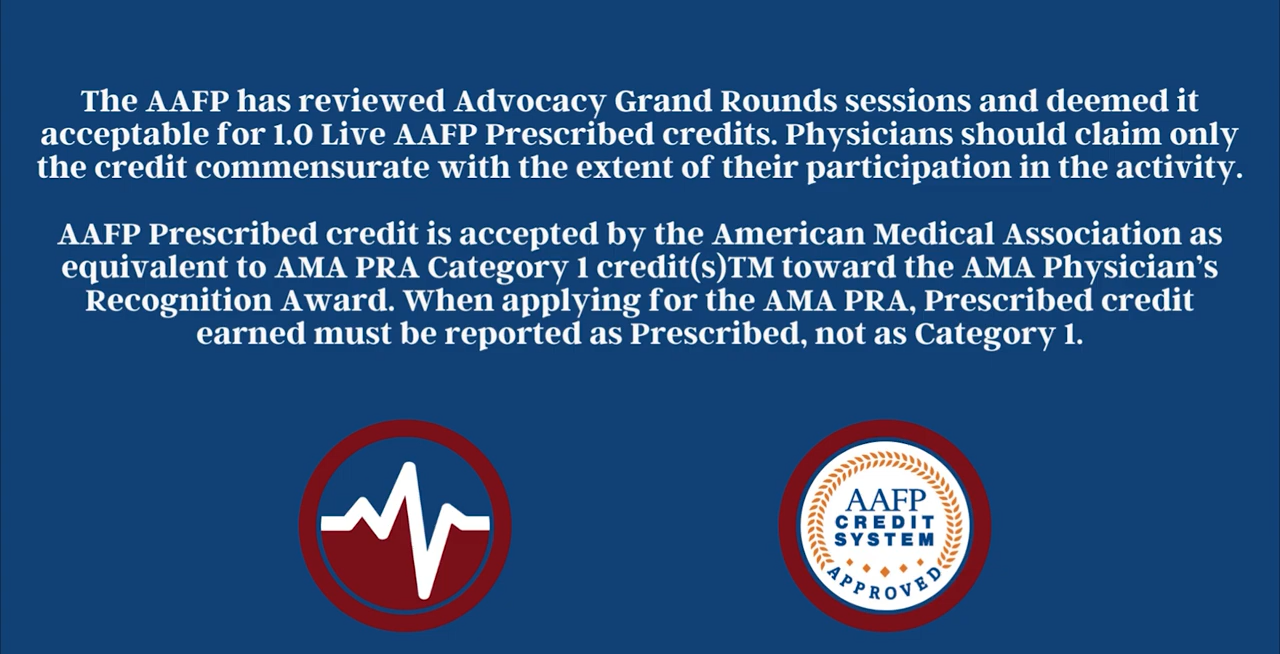 The AAFP has reviewed Advocacy Grand Rounds sessions and deemed it
acceptable for 1.0 Live AAFP Prescribed credits. Physicians should claim only
the credit commensurate with the extent of their participation in the activity.
AAFP Prescribed credit is accepted by the American Medical Association as
equivalent to AMA PRA Category 1 credit(s)TM toward the AMA Physician’s
Recognition Award. When applying for the AMA PRA, Prescribed credit
earned must be reported as Prescribed, not as Category 1.
AAFP
CREDIT
SYSTEM
APPROVED